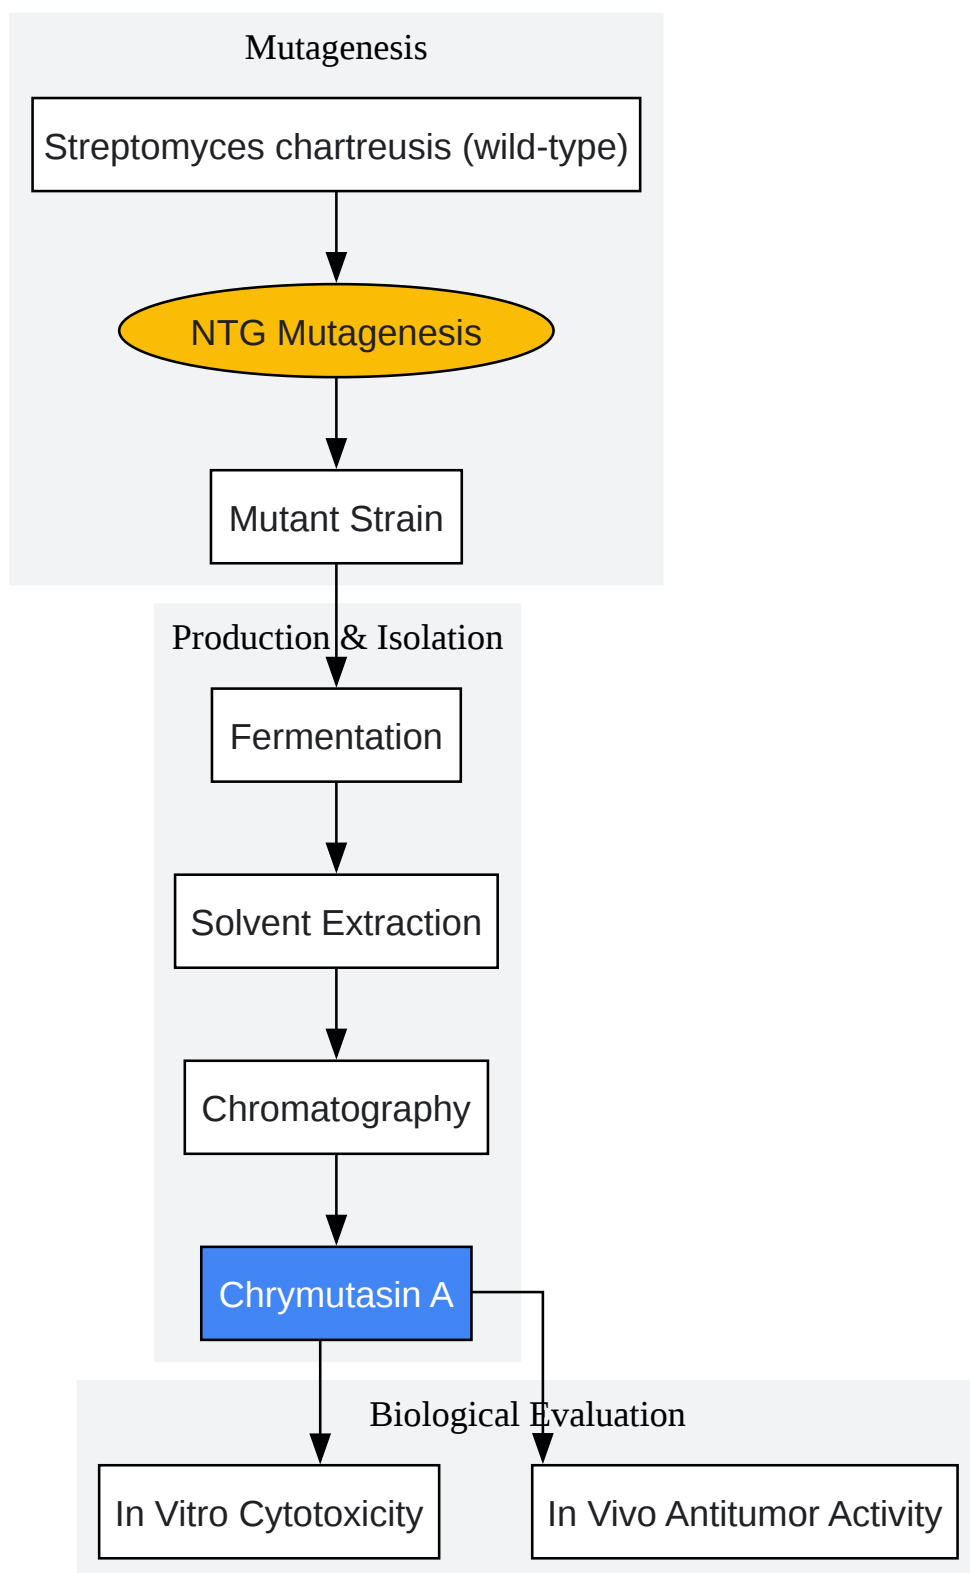 Mutagenesis
Streptomyces chartreusis (wild-type)
NTG Mutagenesis
Mutant Strain
Production & Isolation
Fermentation
Solvent Extraction
Chromatography
Chrymutasin A
Biological Evaluation
In Vitro Cytotoxicity
In Vivo Antitumor Activity